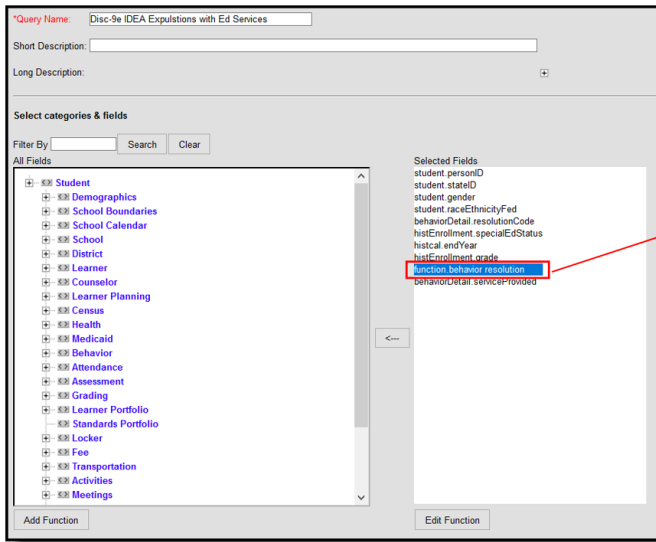 *Query Name: Disc-9e IDEA Expulstions with Ed Services
Short Description:
Long Description:
Select categories & fields
Filter By Search Clear
All Fields
Student
Demographics
School Boundaries
School Calendar
School
District
Learner
Counselor
Learner Planning
Census
Health
Medicaid
Behavior
Attendance
Assessment
Grading
Learner Portfolio
Standards Portfolio
Locker
Fee
Transportation
Activities
Meetings
Add Function
Selected Fields
student.personID
student.stateID
student.gender
student.raceEthnicityFed
behaviorDetail.resolutionCode
histEnrollment.specialEdStatus
histcal.endYear
histEnrollment.grade
function.behavior resolution
behaviorDetail.serviceProvided
<---
Edit Function